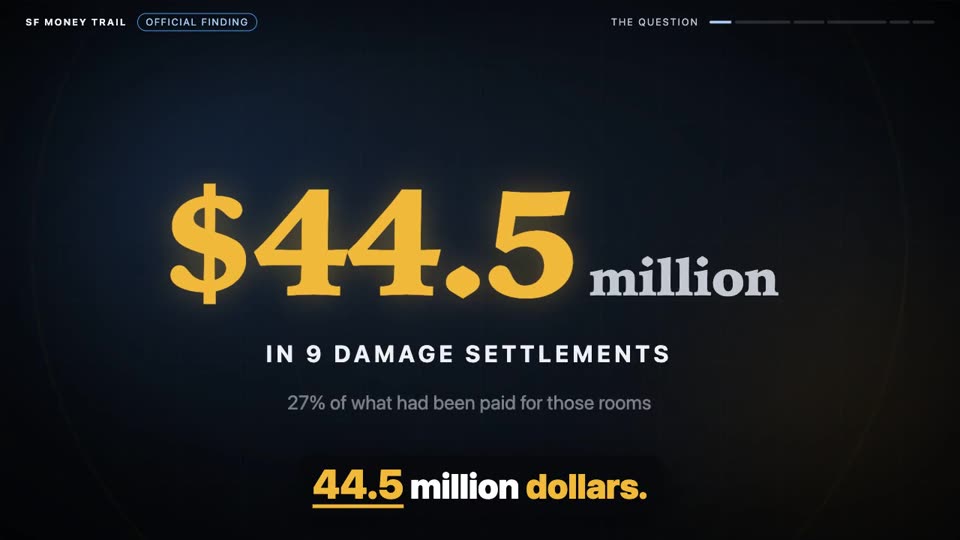 SF MONEY TRAIL
OFFICIAL FINDING
THE QUESTION
$44.5 million
IN 9 DAMAGE SETTLEMENTS
27% of what had been paid for those rooms
44.5 million dollars.